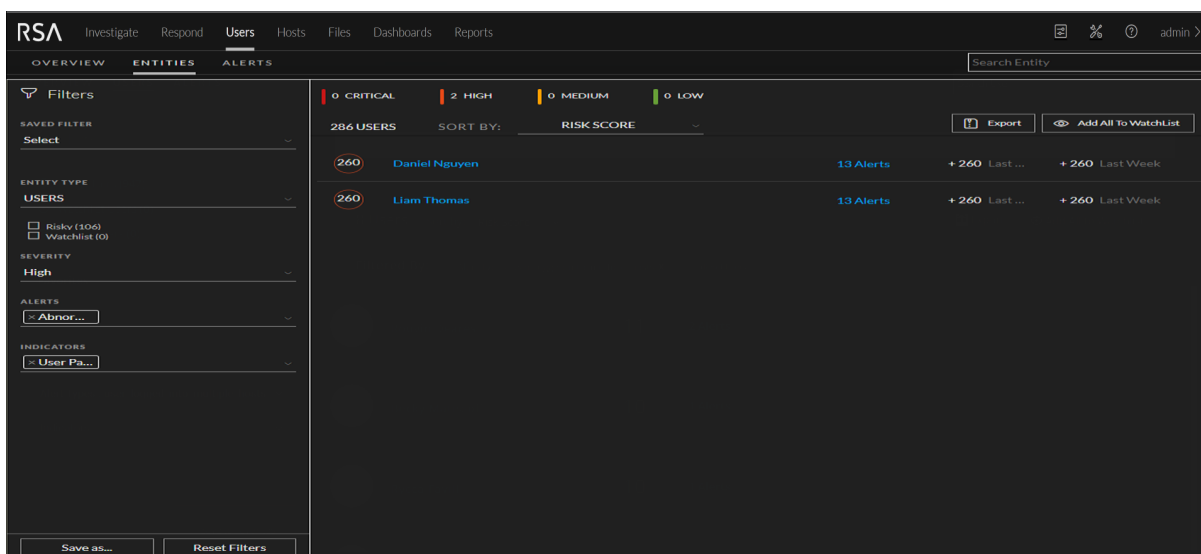 RSA Investigate Respond Users Hosts Files Dashboards Reports admin >
OVERVIEW ENTITIES ALERTS Search Entity
Filters
SAVED FILTER
Select
ENTITY TYPE
USERS
Risky (106)
Watchlist (0)
SEVERITY
High
ALERTS
× Abnor...
INDICATORS
× User Pa...
Save as... Reset Filters
0 CRITICAL 2 HIGH 0 MEDIUM 0 LOW
286 USERS SORT BY: RISK SCORE Export Add All To WatchList
260 Daniel Nguyen 13 Alerts + 260 Last ... + 260 Last Week
260 Liam Thomas 13 Alerts + 260 Last ... + 260 Last Week